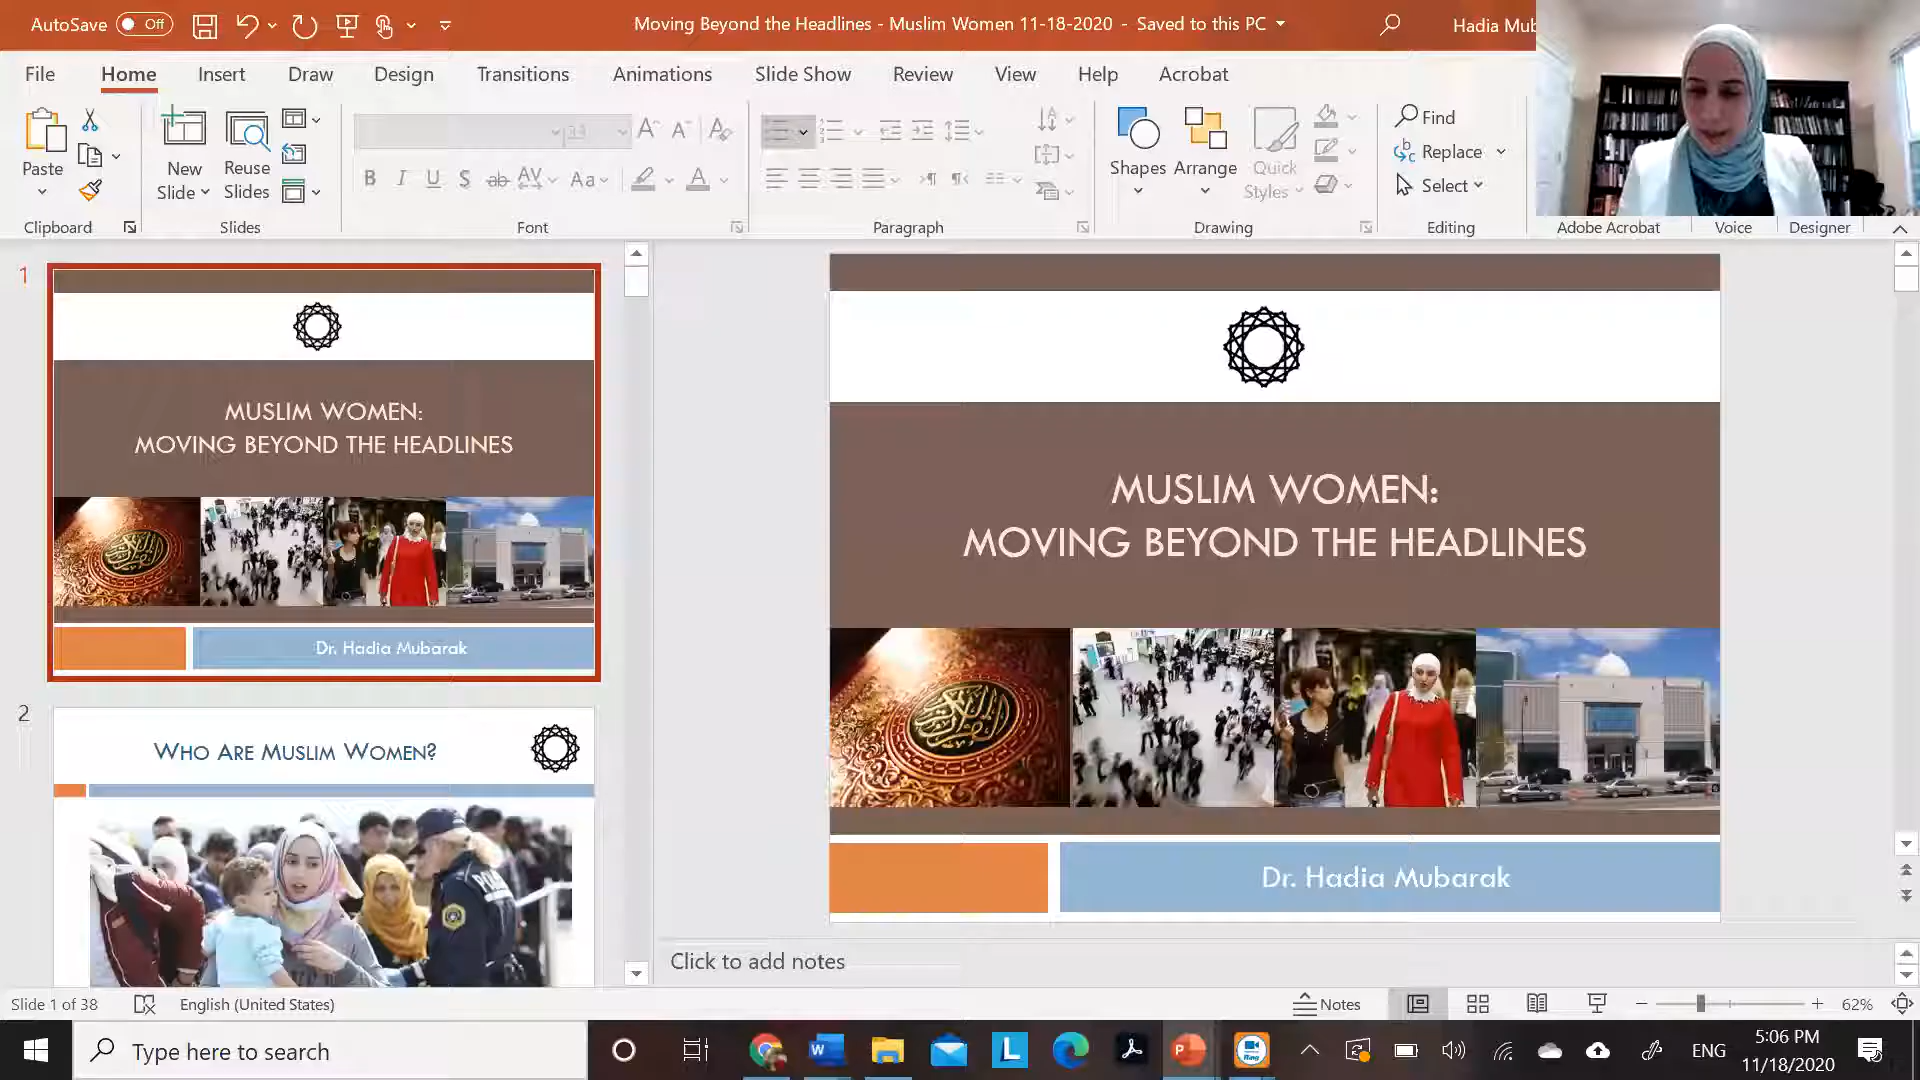 AutoSave Off
Moving Beyond the Headlines - Muslim Women 11-18-2020 - Saved to this PC
Hadia Mub
File Home Insert Draw Design Transitions Animations Slide Show Review View Help Acrobat
Paste
New Slide
Reuse Slides
34
B I U S ab AV Aa A
Shapes
Arrange
Quick Styles
Find
Replace
Select
Clipboard Slides Font Paragraph Drawing Editing Adobe Acrobat Voice Designer
1
MUSLIM WOMEN:
MOVING BEYOND THE HEADLINES
Dr. Hadia Mubarak
2
WHO ARE MUSLIM WOMEN?
MUSLIM WOMEN:
MOVING BEYOND THE HEADLINES
Dr. Hadia Mubarak
Click to add notes
Slide 1 of 38
English (United States)
Notes
62%
Type here to search
ENG
5:06 PM
11/18/2020